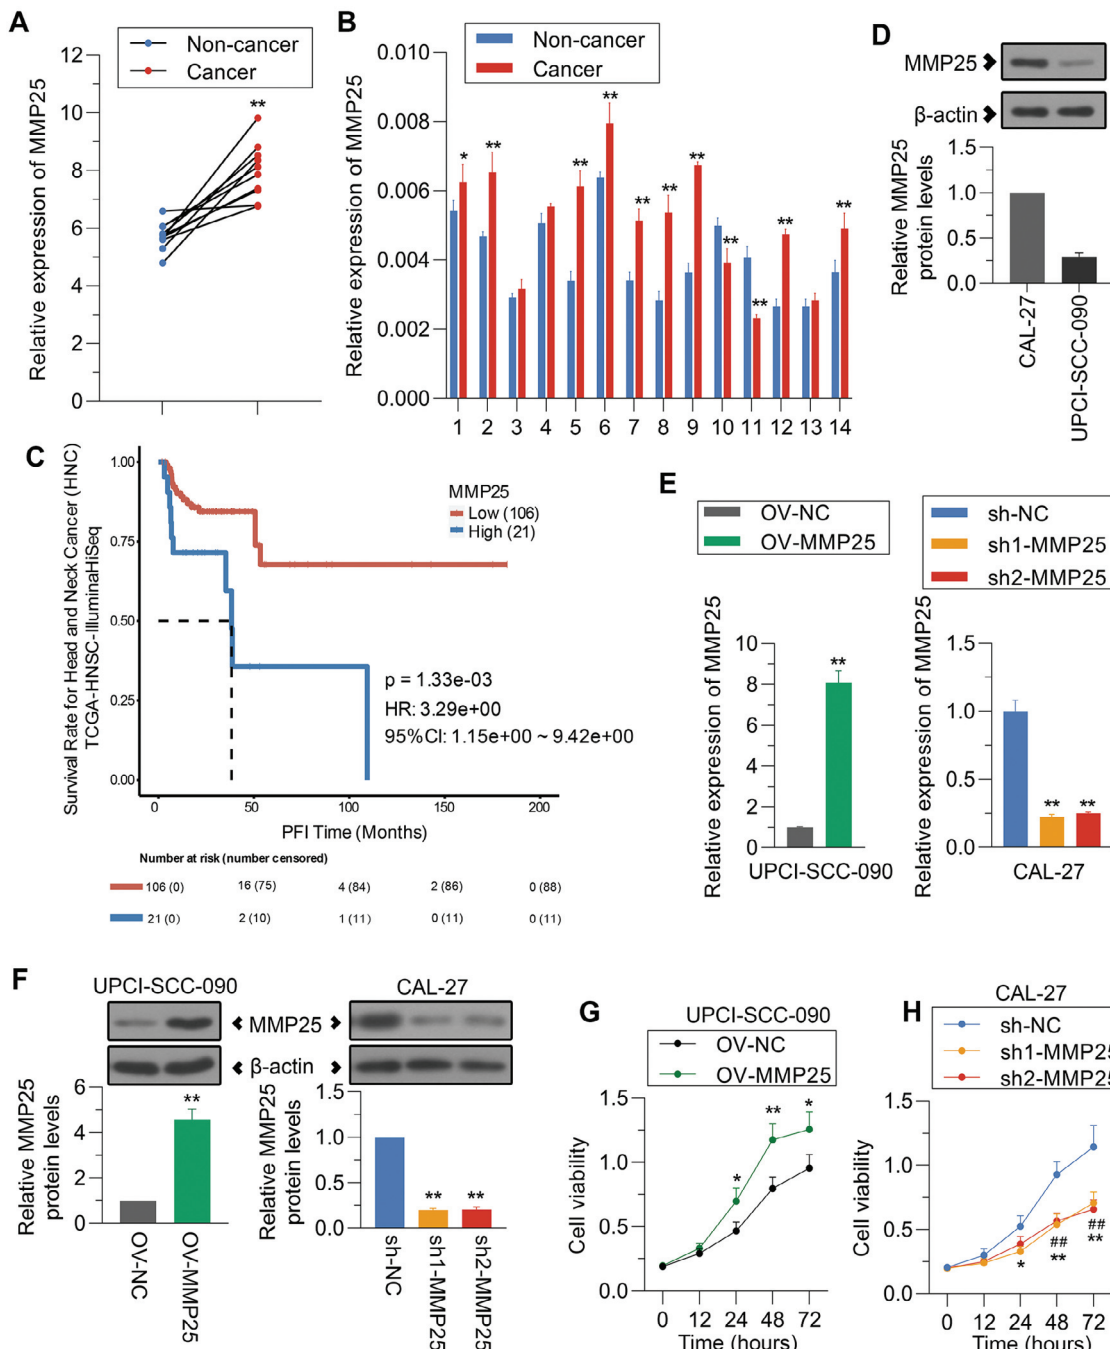 A
Non-cancer
Cancer
Relative expression of MMP25
12
10
8
6
4
2
0
**
B
Non-cancer
Cancer
Relative expression of MMP25
0.010
0.008
0.006
0.004
0.002
0.000
* ** ** ** ** ** ** ** ** ** **
1 2 3 4 5 6 7 8 9 10 11 12 13 14
D
MMP25
β-actin
Relative MMP25
protein levels
1.5
1.0
0.5
0.0
CAL-27
UPCI-SCC-090
C
Survival Rate for Head and Neck Cancer (HNC)
TCGA-HNSC-IlluminaHiSeq
1.00
0.75
0.50
0.25
0.00
MMP25
Low (106)
High (21)
p = 1.33e-03
HR: 3.29e+00
95%CI: 1.15e+00 ~ 9.42e+00
0 50 100 150 200
PFI Time (Months)
Number at risk (number censored)
106 (0) 16 (75) 4 (84) 2 (86) 0 (88)
21 (0) 2 (10) 1 (11) 0 (11) 0 (11)
E
OV-NC
OV-MMP25
Relative expression of MMP25
10
8
6
4
2
0
**
UPCI-SCC-090
sh-NC
sh1-MMP25
sh2-MMP25
Relative expression of MMP25
1.5
1.0
0.5
0.0
** **
CAL-27
F
UPCI-SCC-090
CAL-27
MMP25
β-actin
Relative MMP25
protein levels
6
4
2
0
**
OV-NC
OV-MMP25
Relative MMP25
protein levels
1.5
1.0
0.5
0.0
** **
sh-NC
sh1-MMP25
sh2-MMP25
G
UPCI-SCC-090
OV-NC
OV-MMP25
Cell viability
1.5
1.0
0.5
0.0
* ** *
0 12 24 48 72
Time (hours)
H
CAL-27
sh-NC
sh1-MMP25
sh2-MMP25
Cell viability
1.5
1.0
0.5
0.0
## ##
* ** **
0 12 24 48 72
Time (hours)